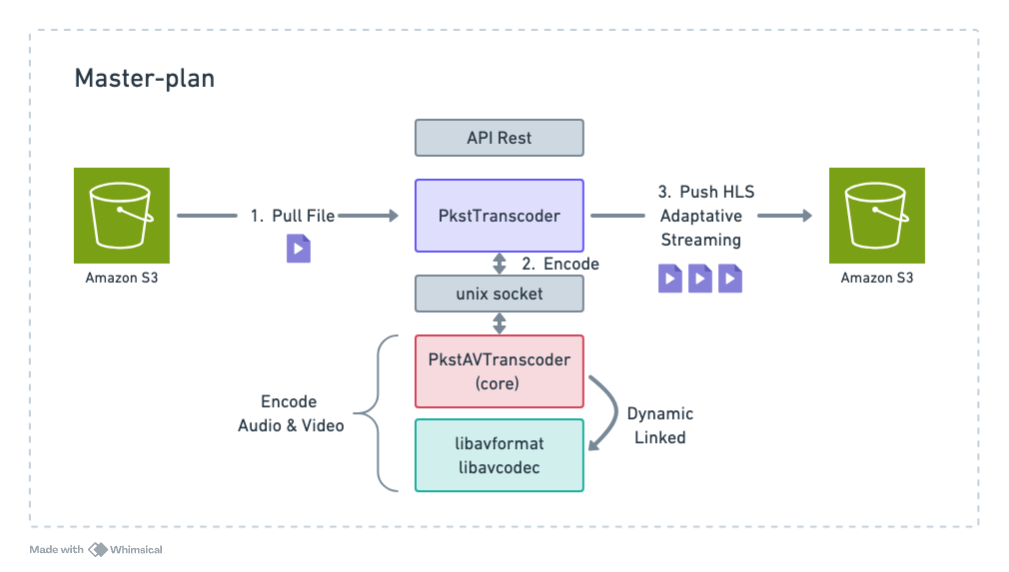 Master-plan
API Rest
Amazon S3
1. Pull File
PkstTranscoder
3. Push HLS
Adaptative
Streaming
Amazon S3
2. Encode
unix socket
PkstAVTranscoder
(core)
Encode
Audio & Video
Dynamic
Linked
libavformat
libavcodec
Made with Whimsical